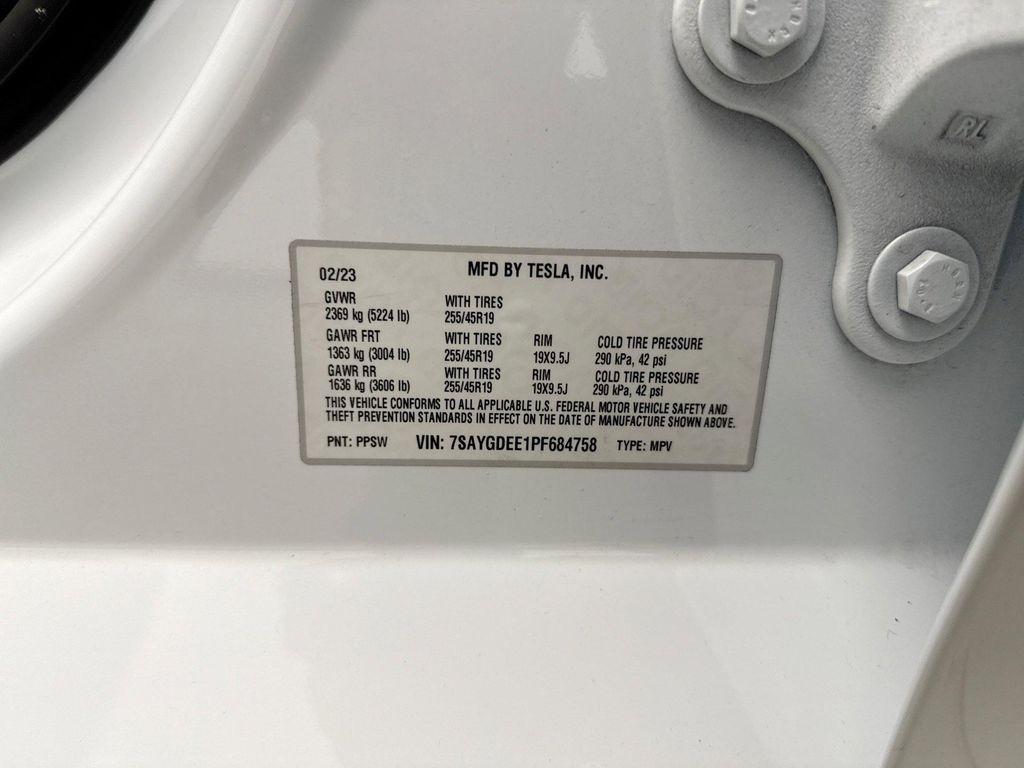 RL
02/23 MFD BY TESLA, INC.
GVWR WITH TIRES
2369 kg (5224 lb) 255/45R19
GAWR FRT WITH TIRES RIM COLD TIRE PRESSURE
1363 kg (3004 lb) 255/45R19 19X9.5J 290 kPa, 42 psi
GAWR RR WITH TIRES RIM COLD TIRE PRESSURE
1636 kg (3606 lb) 255/45R19 19X9.5J 290 kPa, 42 psi
THIS VEHICLE CONFORMS TO ALL APPLICABLE U.S. FEDERAL MOTOR VEHICLE SAFETY AND
THEFT PREVENTION STANDARDS IN EFFECT ON THE DATE OF MANUFACTURE SHOWN ABOVE.
PNT: PPSW VIN: 7SAYGDEE1PF684758 TYPE: MPV